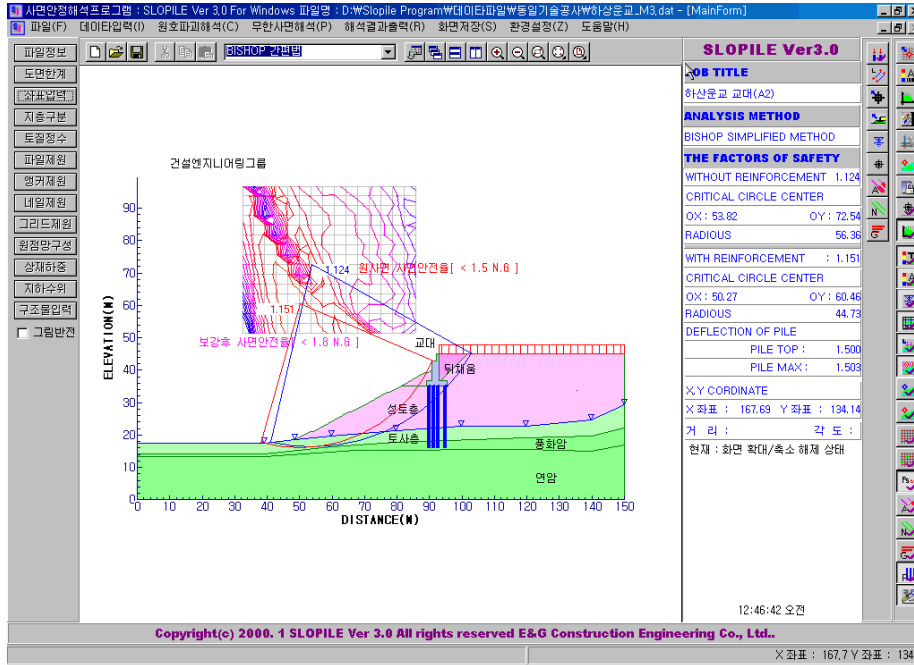 사면안정해석프로그램 : SLOPILE Ver 3,0 For Windows 파일명 : D:₩Slopile Program₩데이타파일₩동일기술공사₩하상운교_M3,dat - [MainForm]
파일(F) 데이타입력(I) 원호파괴해석(C) 무한사면해석(P) 해석결과출력(R) 화면저장(S) 환경설정(Z) 도움말(H)
BISHOP 간편법
파일정보
도면한계
좌표입력
지층구분
토질정수
파일제원
앵커제원
네일제원
그리드제원
원점망구성
상재하중
지하수위
구조물입력
그림반전
건설엔지니어링그룹
ELEVATION(M)
90
80
70
60
50
40
30
20
10
0
1.124 원사면 사면안전율[ < 1.5 N.G ]
1.151
보강후 사면안전율[ < 1.8 N.G ]
교대
뒤채움
성토층
토사층
풍화암
연암
0 10 20 30 40 50 60 70 80 90 100 110 120 130 140 150
DISTANCE(M)
SLOPILE Ver3.0
JOB TITLE
하산운교 교대(A2)
ANALYSIS METHOD
BISHOP SIMPLIFIED METHOD
THE FACTORS OF SAFETY
WITHOUT REINFORCEMENT 1.124
CRITICAL CIRCLE CENTER
OX : 53.82 OY : 72.54
RADIOUS 56.36
WITH REINFORCEMENT : 1.151
CRITICAL CIRCLE CENTER
OX : 50.27 OY : 60.46
RADIOUS 44.73
DEFLECTION OF PILE
PILE TOP : 1.500
PILE MAX : 1.503
X,Y CORDINATE
X 좌표 : 167.69 Y 좌표 : 134.14
거 리 : 각 도 :
현재 : 화면 확대/축소 해제 상태
12:46:42 오전
Copyright(c) 2000. 1 SLOPILE Ver 3.0 All rights reserved E&G Construction Engineering Co., Ltd..
X 좌표 : 167,7 Y 좌표 : 134